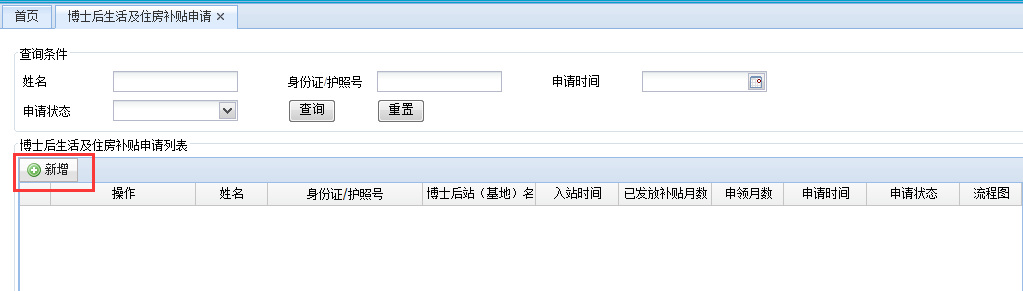 首页 博士后生活及住房补贴申请
查询条件
姓名 身份证/护照号 申请时间
申请状态 查询 重置
博士后生活及住房补贴申请列表
新增
操作 姓名 身份证/护照号 博士后站（基地）名 入站时间 已发放补贴月数 申领月数 申请时间 申请状态 流程图